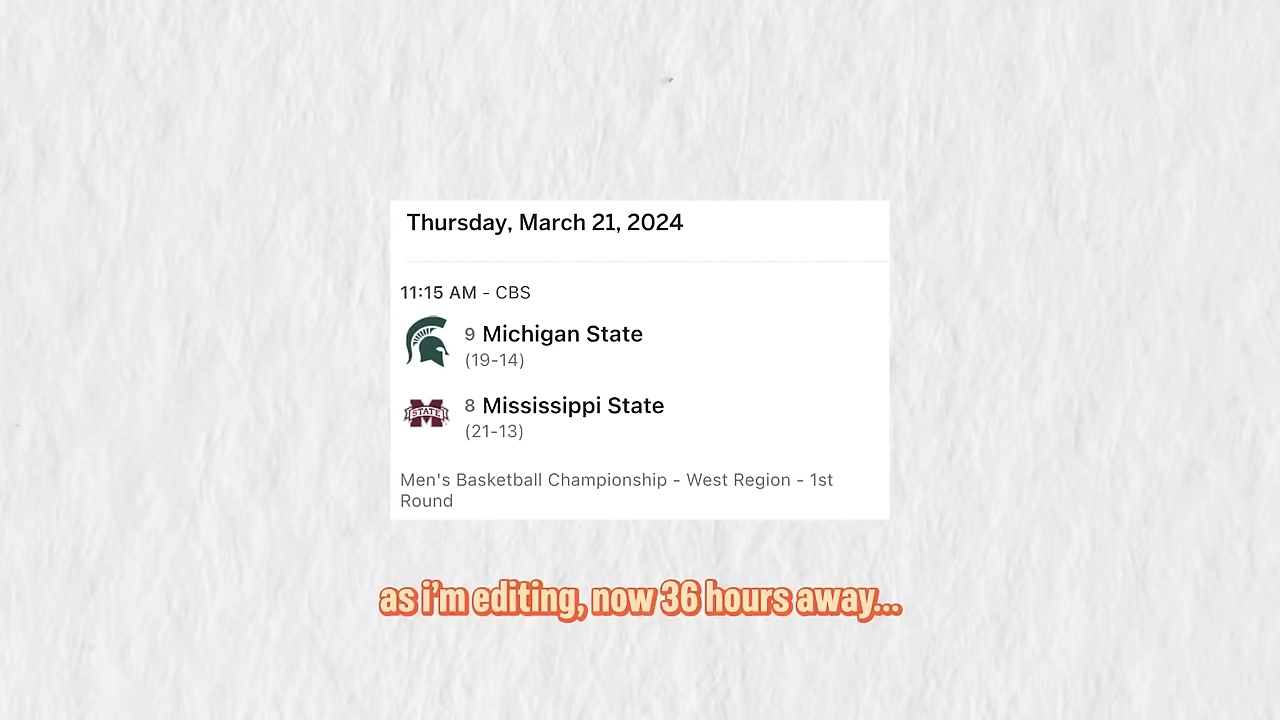 Thursday, March 21, 2024
11:15 AM - CBS
9 Michigan State
(19-14)
STATE
8 Mississippi State
(21-13)
Men's Basketball Championship - West Region - 1st
Round
as i'm editing, now 36 hours away...